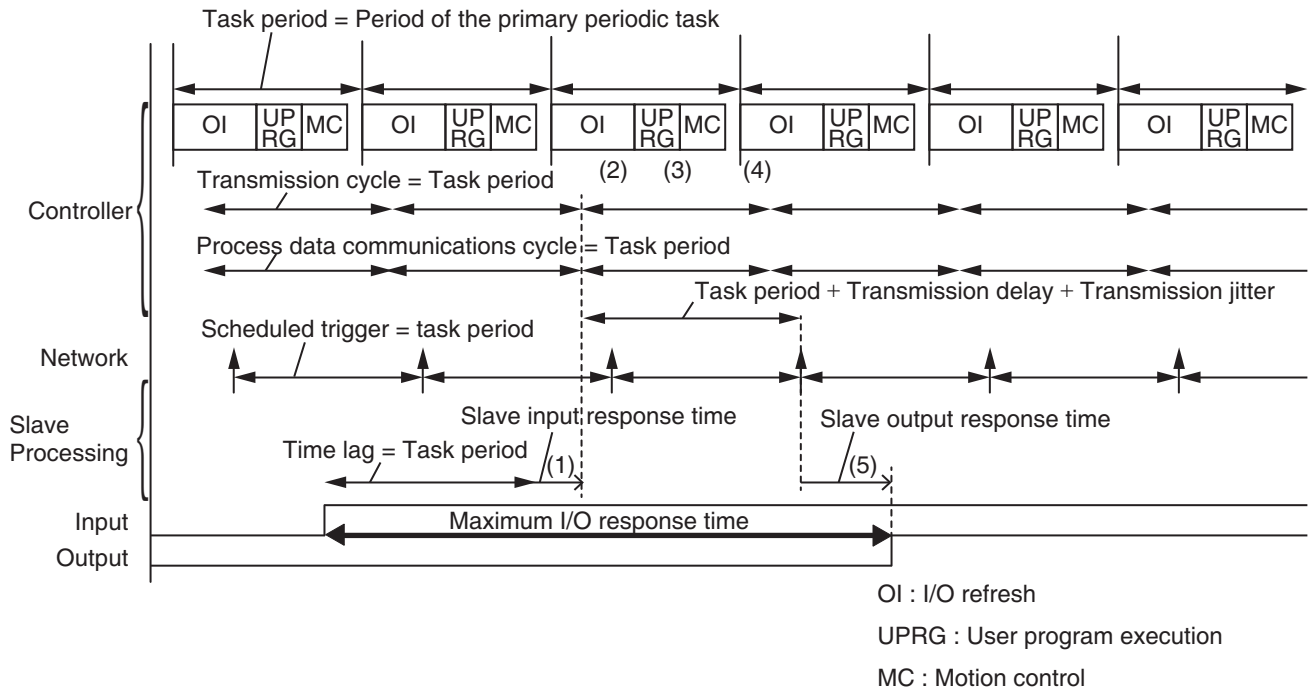 Task period = Period of the primary periodic task
OI UP RG MC OI UP RG MC OI UP RG MC OI UP RG MC OI UP RG MC OI UP RG MC
(2) (3) (4)
Transmission cycle = Task period
Controller
Process data communications cycle = Task period
Task period + Transmission delay + Transmission jitter
Scheduled trigger = task period
Network
Slave input response time
Slave output response time
Slave
Processing
Time lag = Task period
(1)
(5)
Input
Maximum I/O response time
Output
OI : I/O refresh
UPRG : User program execution
MC : Motion control